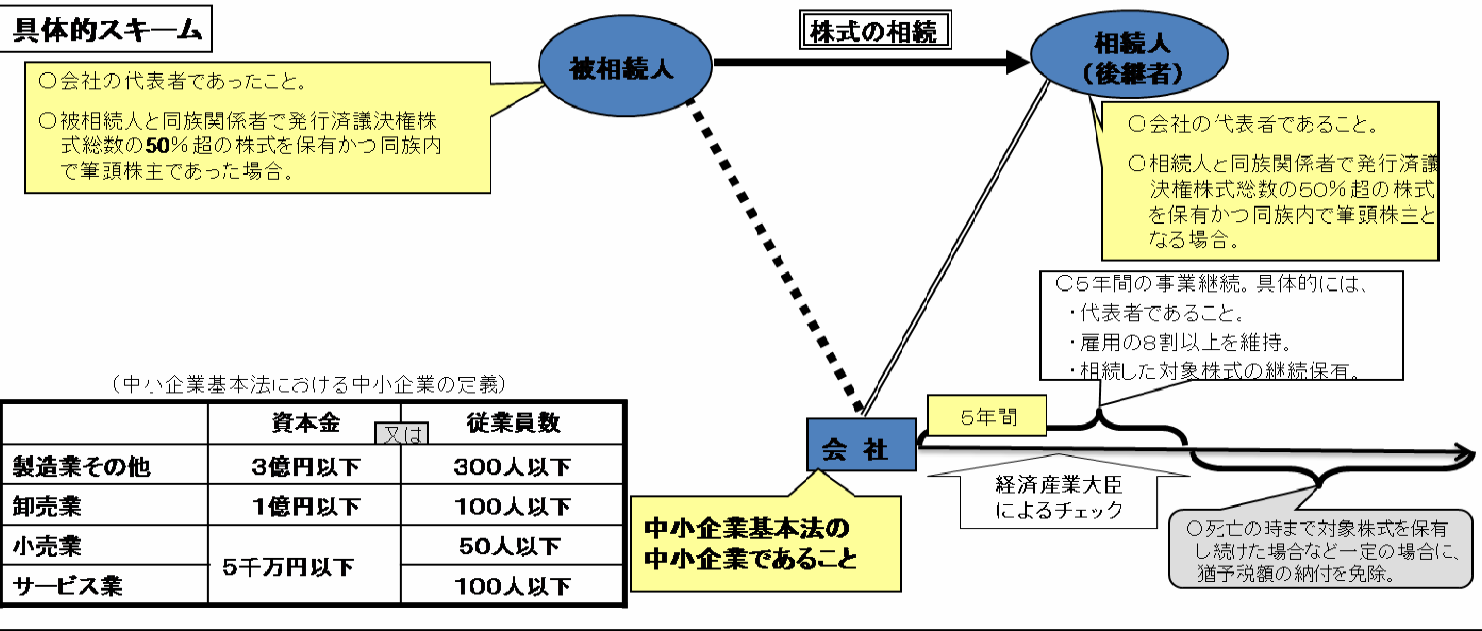 具体的スキーム
株式の相続
被相続人
相続人
（後継者）
○会社の代表者であったこと。
○被相続人と同族関係者で発行済議決権株
式総数の50％超の株式を保有かつ同族内
で筆頭株主であった場合。
○会社の代表者であること。
○相続人と同族関係者で発行済議
決権株式総数の50％超の株式
を保有かつ同族内で筆頭株主と
なる場合。
○5年間の事業継続。具体的には、
・代表者であること。
・雇用の8割以上を維持。
・相続した対象株式の継続保有。
（中小企業基本法における中小企業の定義）
資本金 又は 従業員数
製造業その他 3億円以下 300人以下
卸売業 1億円以下 100人以下
小売業 5千万円以下 50人以下
サービス業 100人以下
会 社
5年間
中小企業基本法の
中小企業であること
経済産業大臣
によるチェック
○死亡の時まで対象株式を保有
し続けた場合など一定の場合に、
猶予税額の納付を免除。